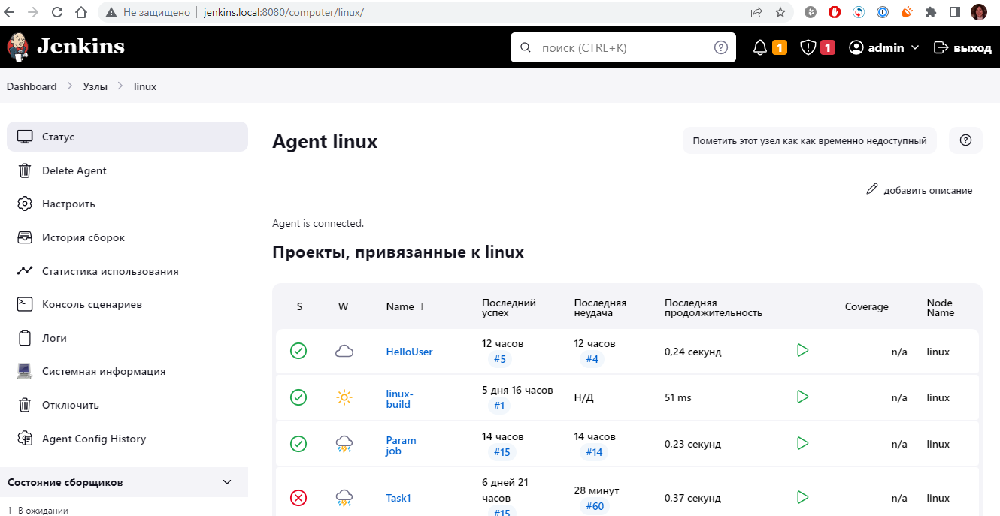 Не защищено jenkins.local:8080/computer/linux/
Jenkins
поиск (CTRL+K)
1
1
admin
выход
Dashboard
Узлы
linux
Статус
Delete Agent
Настроить
История сборок
Статистика использования
Консоль сценариев
Логи
Системная информация
Отключить
Agent Config History
Состояние сборщиков
1 В ожидании
Agent linux
Пометить этот узел как как временно недоступный
добавить описание
Agent is connected.
Проекты, привязанные к linux
S
W
Name ↓
Последний
успех
Последняя
неудача
Последняя
продолжительность
Coverage
Node
Name
HelloUser
12 часов
#5
12 часов
#4
0,24 секунд
n/a
linux
linux-
build
5 дня 16 часов
#1
Н/Д
51 ms
n/a
linux
Param
job
14 часов
#15
14 часов
#14
0,23 секунд
n/a
linux
Task1
6 дней 21
часов
#15
28 минут
#60
0,37 секунд
n/a
linux